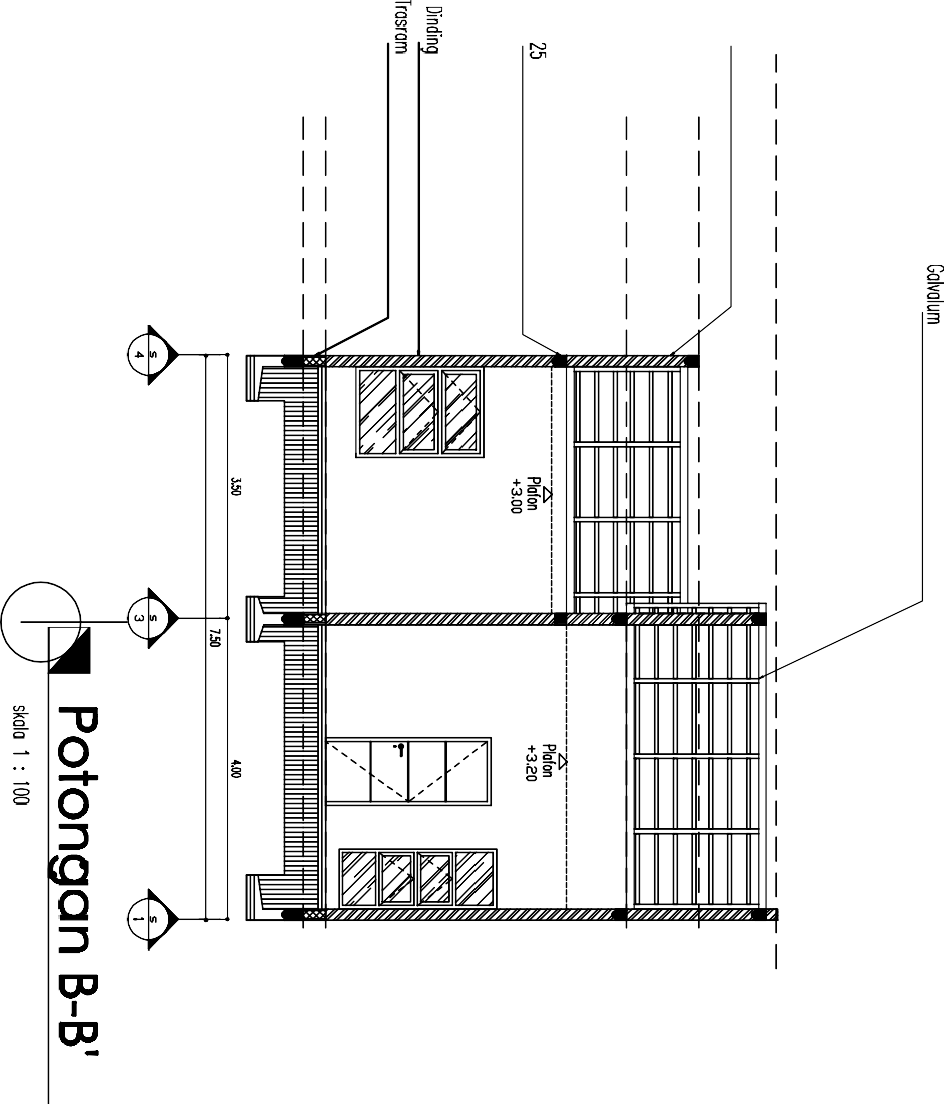 Galvalum
25
Dinding
Trasram
Plafon
+3.00
Plafon
+3.20
3.50
4.00
7.50
S
4
S
3
S
1
Potongan B-B'
skala 1 : 100